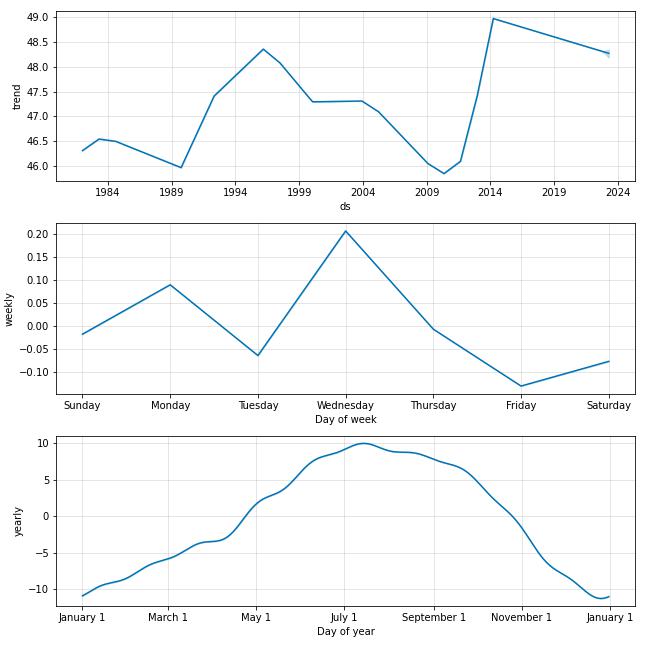 49.0
48.5
48.0
47.5
47.0
46.5
46.0
trend
1984 1989 1994 1999 2004 2009 2014 2019 2024
ds
0.20
0.15
0.10
0.05
0.00
−0.05
−0.10
weekly
Sunday Monday Tuesday Wednesday Thursday Friday Saturday
Day of week
10
5
0
−5
−10
yearly
January 1 March 1 May 1 July 1 September 1 November 1 January 1
Day of year